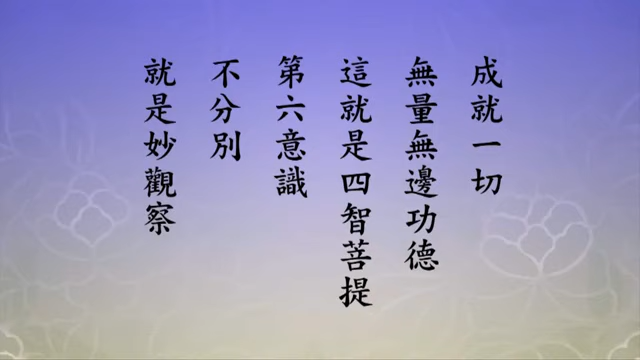 成就一切
無量無邊功德
這就是四智菩提
第六意識
不分別
就是妙觀察